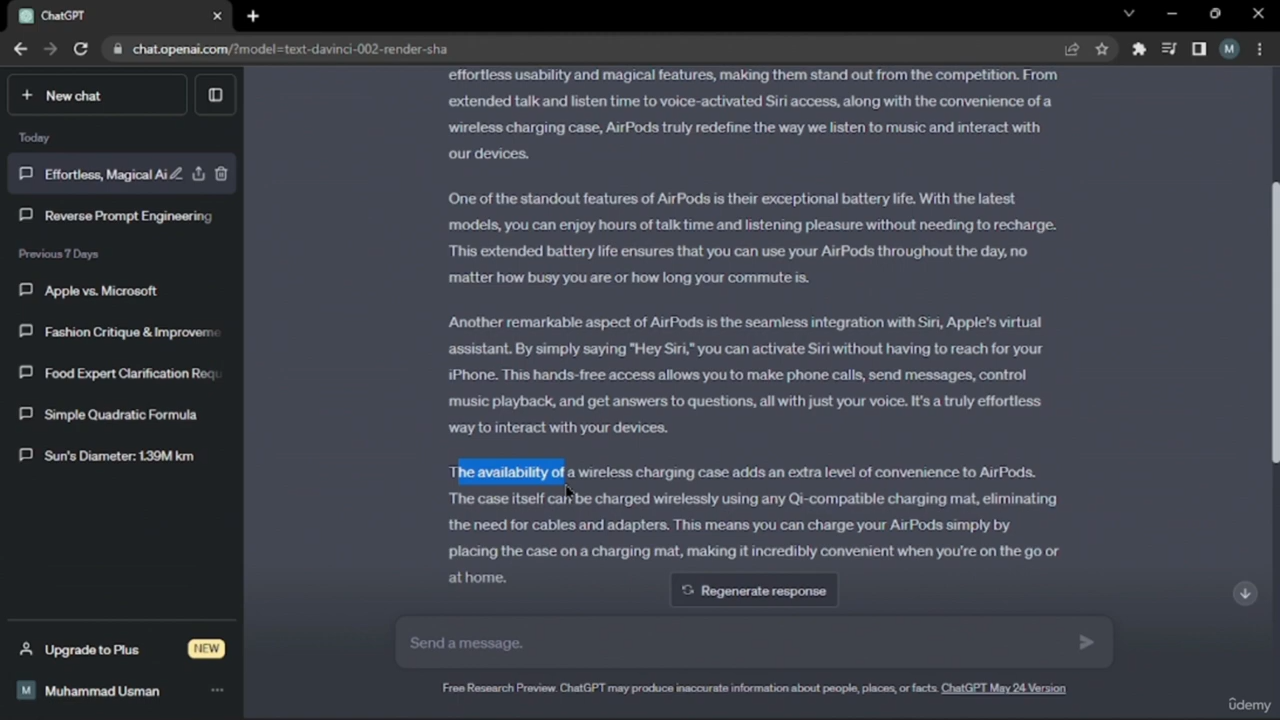 ChatGPT
chat.openai.com/?model=text-davinci-002-render-sha
M
New chat
Today
Effortless, Magical Ai
Reverse Prompt Engineering
Previous 7 Days
Apple vs. Microsoft
Fashion Critique & Improveme
Food Expert Clarification Requ
Simple Quadratic Formula
Sun's Diameter: 1.39M km
Upgrade to Plus NEW
M Muhammad Usman
effortless usability and magical features, making them stand out from the competition. From
extended talk and listen time to voice-activated Siri access, along with the convenience of a
wireless charging case, AirPods truly redefine the way we listen to music and interact with
our devices.
One of the standout features of AirPods is their exceptional battery life. With the latest
models, you can enjoy hours of talk time and listening pleasure without needing to recharge.
This extended battery life ensures that you can use your AirPods throughout the day, no
matter how busy you are or how long your commute is.
Another remarkable aspect of AirPods is the seamless integration with Siri, Apple's virtual
assistant. By simply saying "Hey Siri," you can activate Siri without having to reach for your
iPhone. This hands-free access allows you to make phone calls, send messages, control
music playback, and get answers to questions, all with just your voice. It's a truly effortless
way to interact with your devices.
The availability of a wireless charging case adds an extra level of convenience to AirPods.
The case itself can be charged wirelessly using any Qi-compatible charging mat, eliminating
the need for cables and adapters. This means you can charge your AirPods simply by
placing the case on a charging mat, making it incredibly convenient when you're on the go or
at home.
Regenerate response
Send a message.
Free Research Preview. ChatGPT may produce inaccurate information about people, places, or facts. ChatGPT May 24 Version
ûdemy